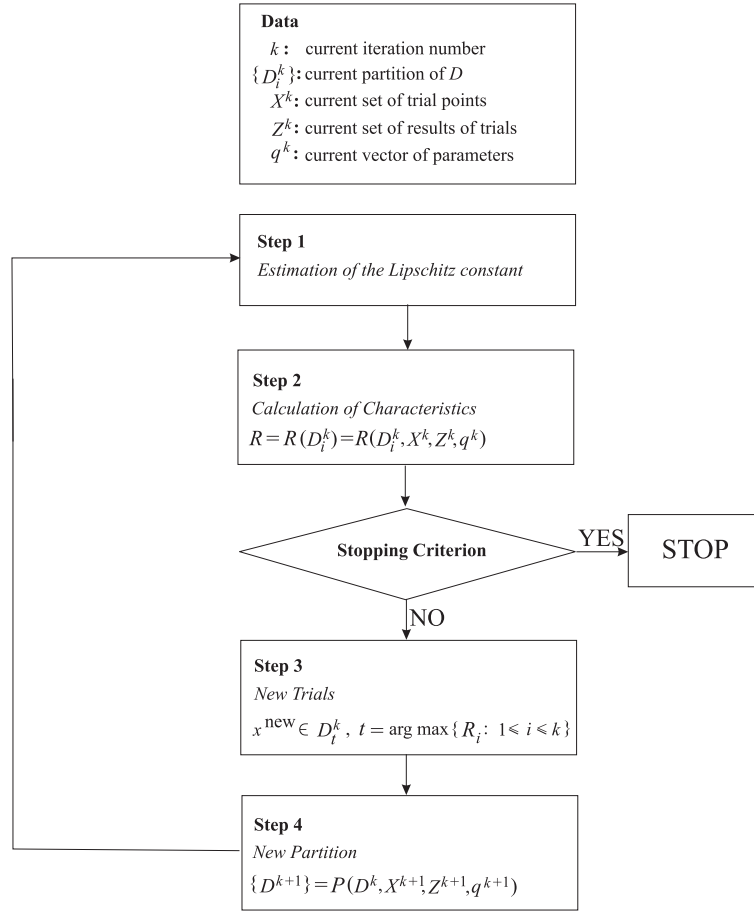 Data
k : current iteration number
{D_i^k}: current partition of D
X^k: current set of trial points
Z^k: current set of results of trials
q^k: current vector of parameters
Step 1
Estimation of the Lipschitz constant
Step 2
Calculation of Characteristics
R = R(D_i^k) = R(D_i^k, X^k, Z^k, q^k)
Stopping Criterion
YES
STOP
NO
Step 3
New Trials
x^new ∈ D_t^k , t = arg max{R_i : 1 ⩽ i ⩽ k}
Step 4
New Partition
{D^{k+1}} = P(D^k, X^{k+1}, Z^{k+1}, q^{k+1})